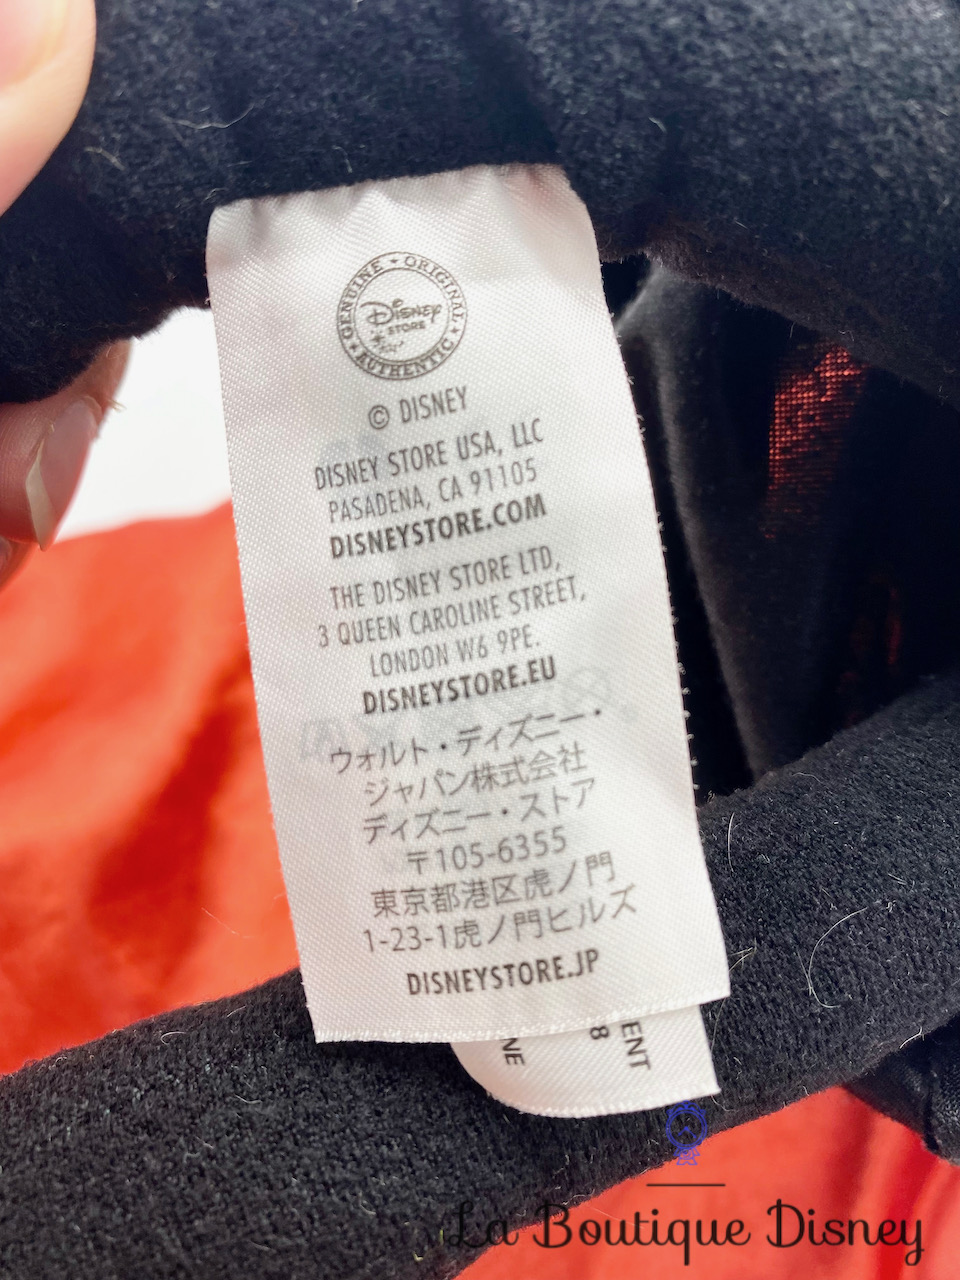 GENUINE • ORIGINAL • AUTHENTIC •
Disney
STORE
© DISNEY
DISNEY STORE USA, LLC
PASADENA, CA 91105
DISNEYSTORE.COM
THE DISNEY STORE LTD,
3 QUEEN CAROLINE STREET,
LONDON W6 9PE.
DISNEYSTORE.EU
ウォルト・ディズニー・
ジャパン株式会社
ディズニー・ストア
〒105-6355
東京都港区虎ノ門
1-23-1虎ノ門ヒルズ
DISNEYSTORE.JP
NE
8
ENT
La Boutique Disney